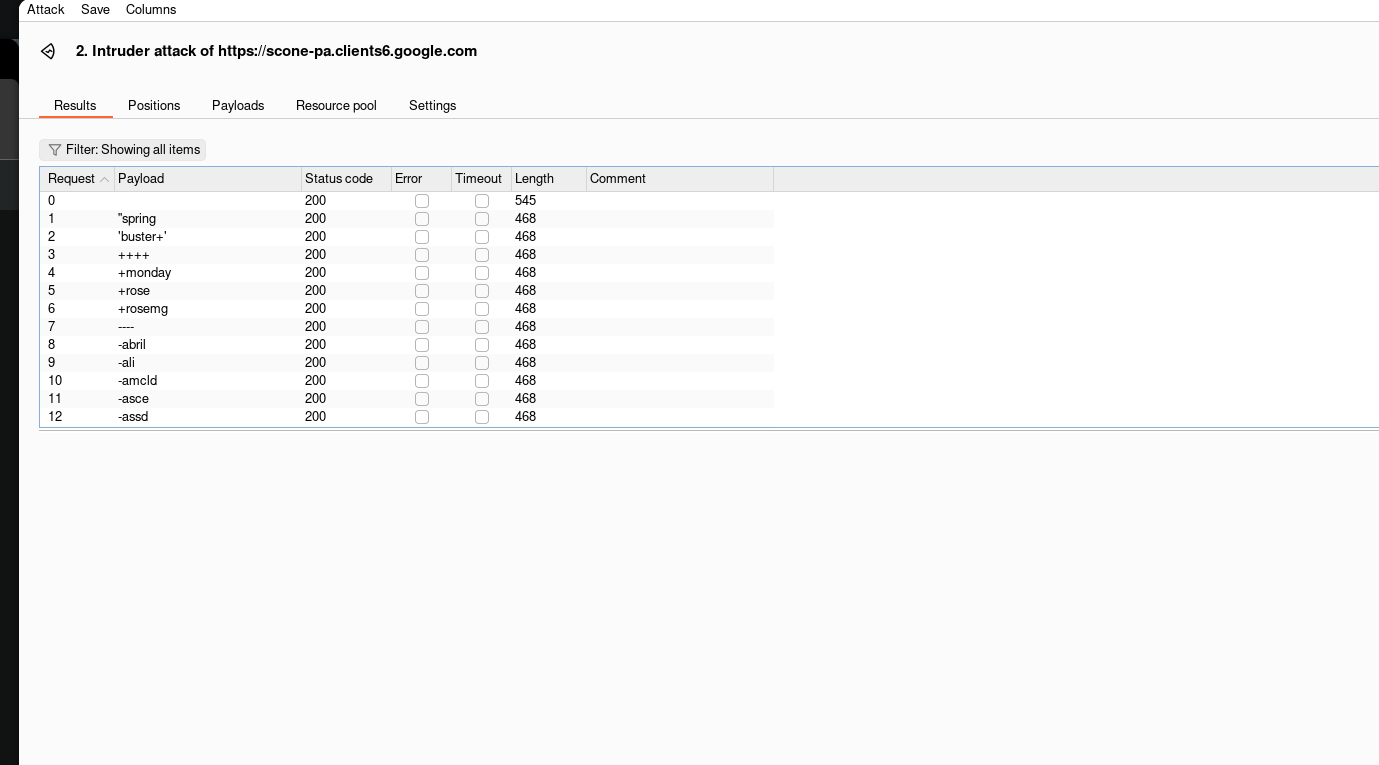 Attack Save Columns
2. Intruder attack of https://scone-pa.clients6.google.com
Results Positions Payloads Resource pool Settings
Filter: Showing all items
Request Payload Status code Error Timeout Length Comment
0 200 545
1 "spring 200 468
2 'buster+' 200 468
3 ++++ 200 468
4 +monday 200 468
5 +rose 200 468
6 +rosemg 200 468
7 ---- 200 468
8 -abril 200 468
9 -ali 200 468
10 -amcld 200 468
11 -asce 200 468
12 -assd 200 468